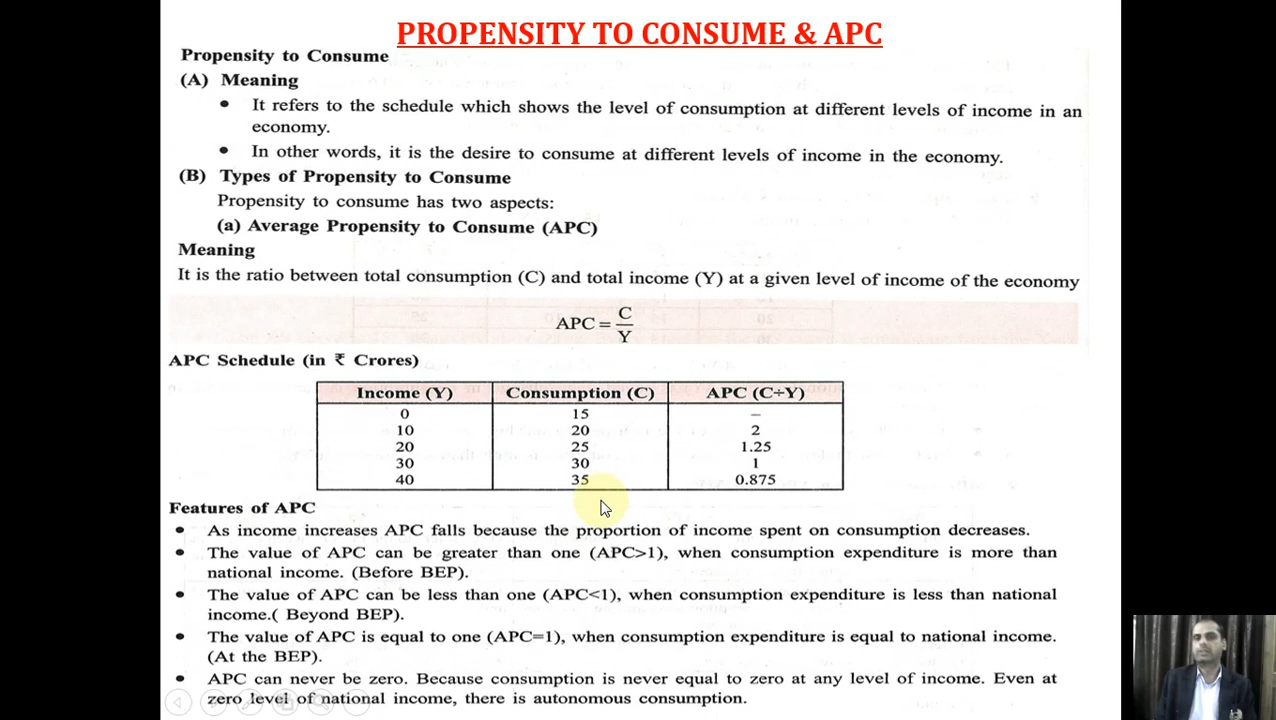 PROPENSITY TO CONSUME & APC
Propensity to Consume
(A) Meaning
• It refers to the schedule which shows the level of consumption at different levels of income in an
economy.
• In other words, it is the desire to consume at different levels of income in the economy.
(B) Types of Propensity to Consume
Propensity to consume has two aspects:
(a) Average Propensity to Consume (APC)
Meaning
It is the ratio between total consumption (C) and total income (Y) at a given level of income of the economy
APC = C/Y
APC Schedule (in ₹ Crores)
Income (Y) Consumption (C) APC (C÷Y)
0 15 –
10 20 2
20 25 1.25
30 30 1
40 35 0.875
Features of APC
• As income increases APC falls because the proportion of income spent on consumption decreases.
• The value of APC can be greater than one (APC>1), when consumption expenditure is more than
national income. (Before BEP).
• The value of APC can be less than one (APC<1), when consumption expenditure is less than national
income.( Beyond BEP).
• The value of APC is equal to one (APC=1), when consumption expenditure is equal to national income.
(At the BEP).
• APC can never be zero. Because consumption is never equal to zero at any level of income. Even at
zero level of national income, there is autonomous consumption.